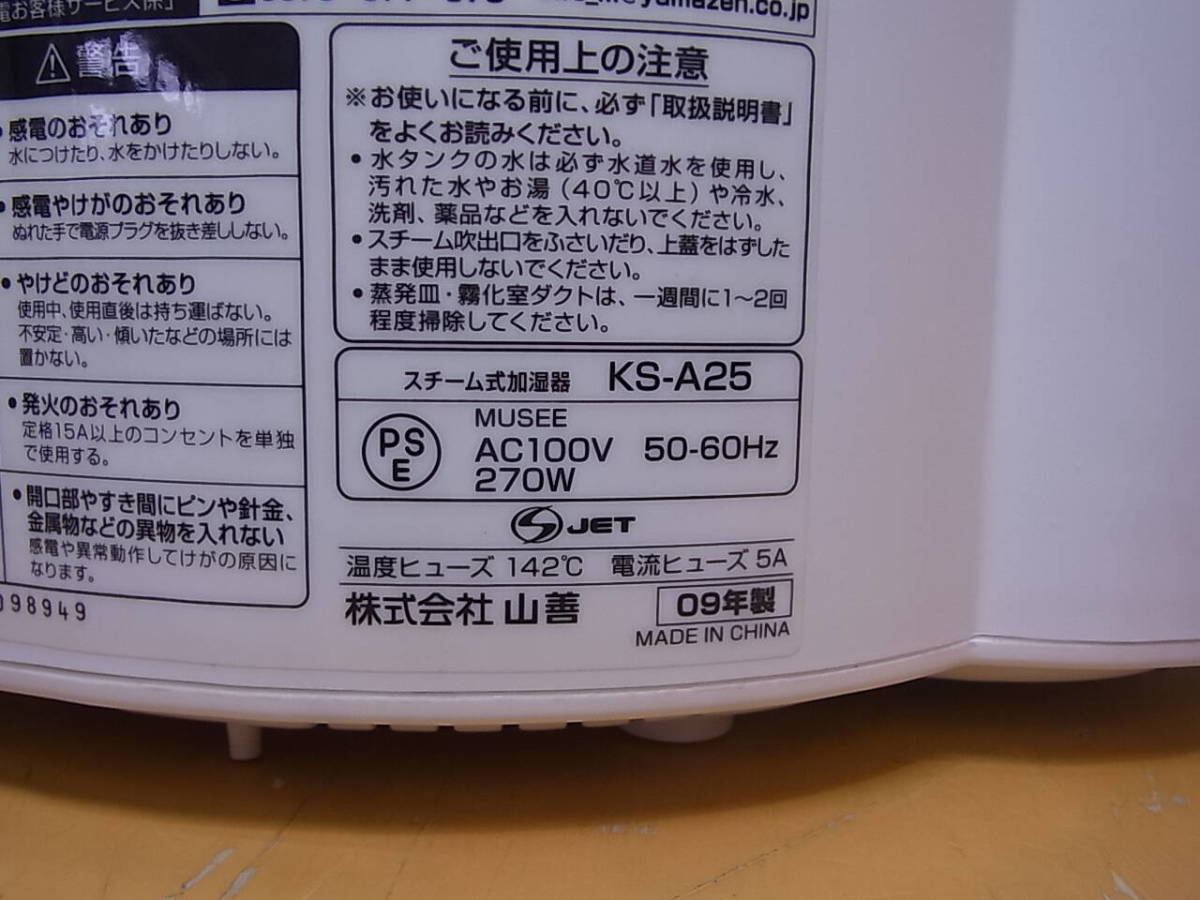 電お客様サービス係」
yamazen.co.jp
警告
・感電のおそれあり
水につけたり、水をかけたりしない。
・感電やけがのおそれあり
ぬれた手で電源プラグを抜き差ししない。
・やけどのおそれあり
使用中、使用直後は持ち運ばない。
不安定・高い・傾いたなどの場所には
置かない。
・発火のおそれあり
定格15A以上のコンセントを単独
で使用する。
・開口部やすき間にピンや針金、
金属物などの異物を入れない
感電や異常動作してけがの原因に
なります。
098949
ご使用上の注意
※お使いになる前に、必ず「取扱説明書」
をよくお読みください。
・水タンクの水は必ず水道水を使用し、
汚れた水やお湯(40℃以上)や冷水、
洗剤、薬品などを入れないでください。
・スチーム吹出口をふさいだり、上蓋をはずした
まま使用しないでください。
・蒸発皿・霧化室ダクトは、一週間に1〜2回
程度掃除してください。
スチーム式加湿器 KS-A25
PS
E
MUSEE
AC100V 50-60Hz
270W
JET
温度ヒューズ 142℃ 電流ヒューズ 5A
株式会社 山善 09年製
MADE IN CHINA